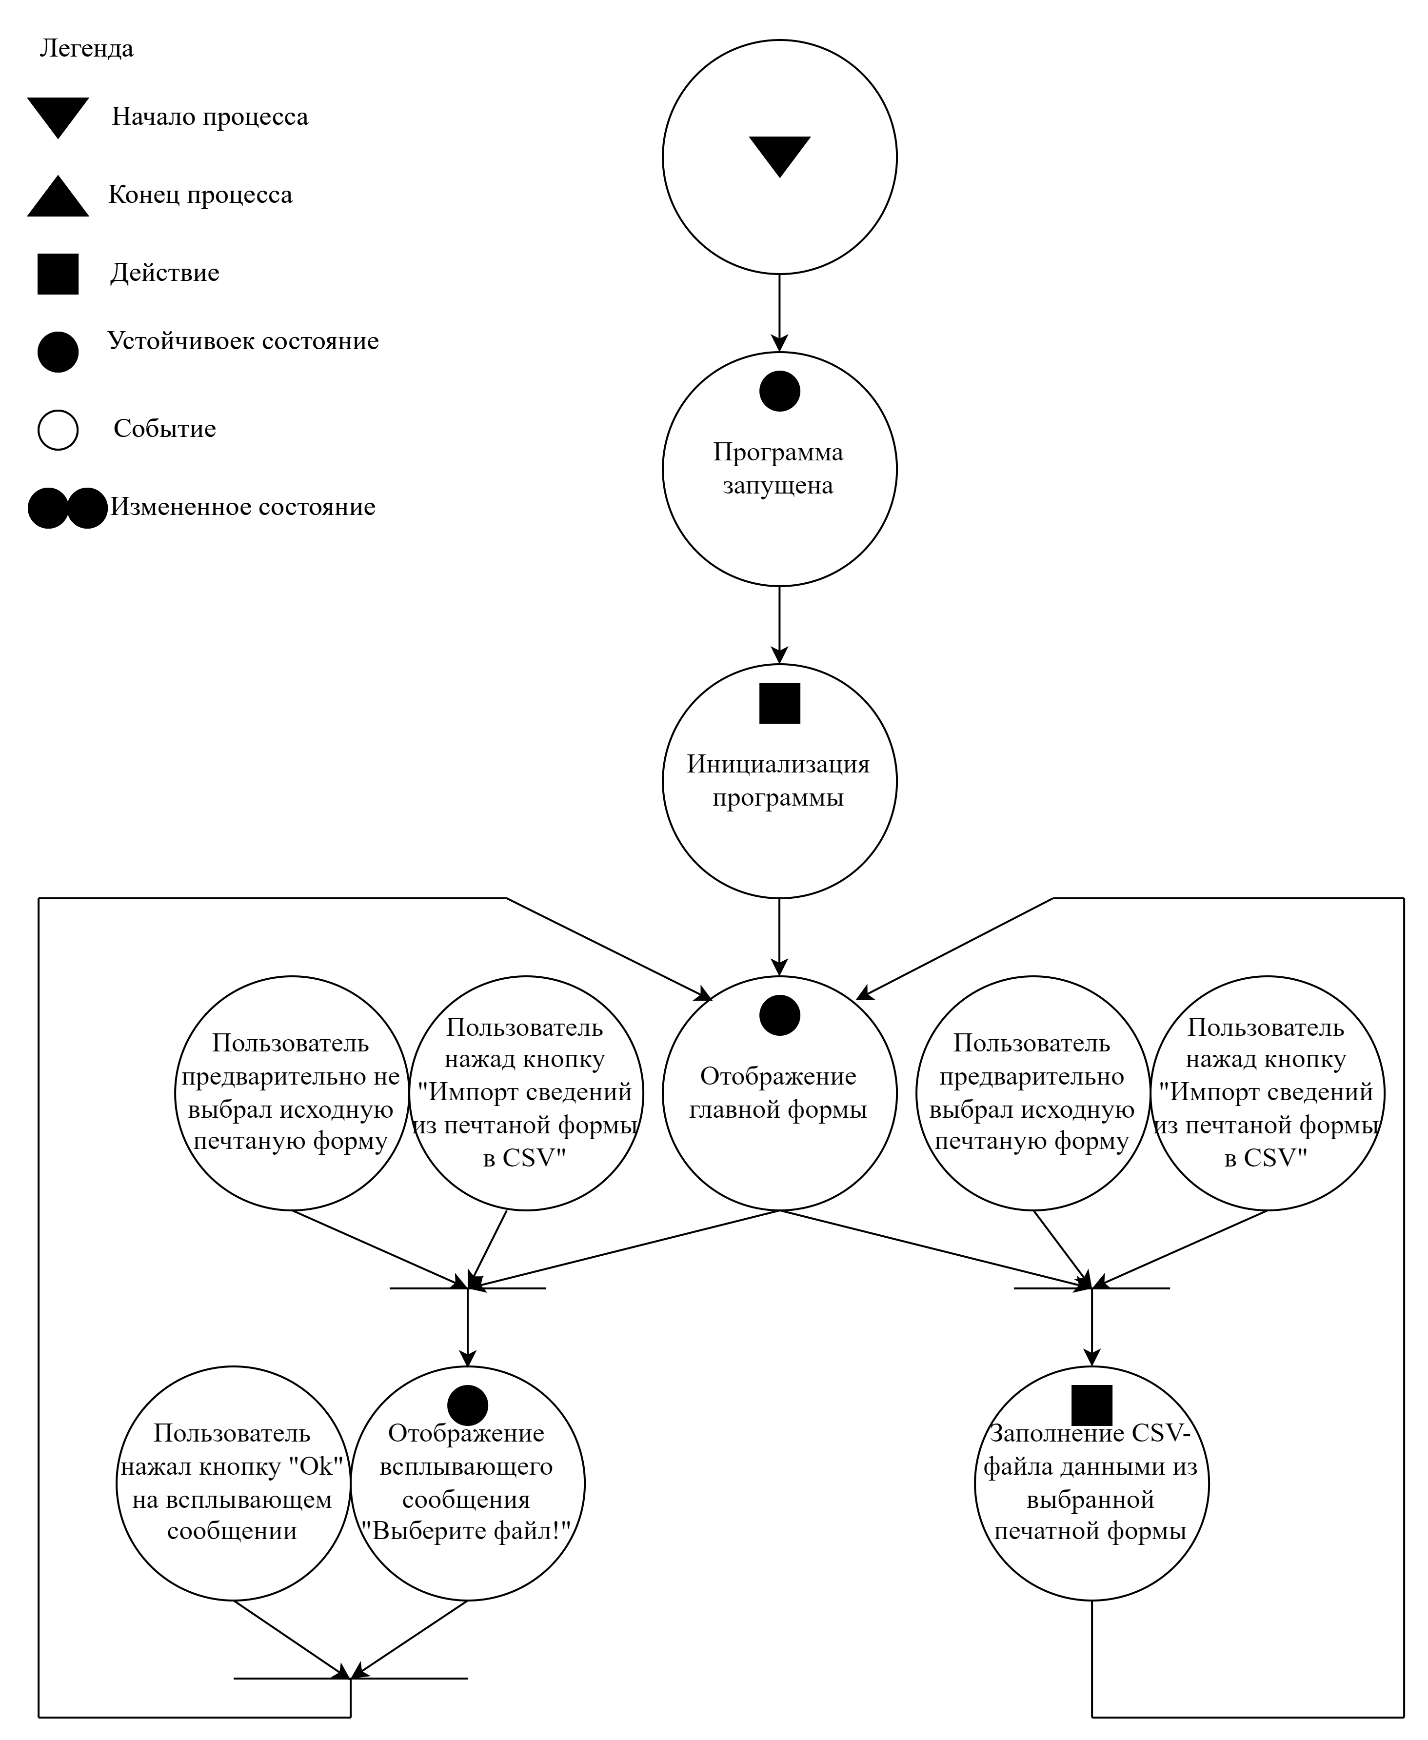 Легенда
Начало процесса
Конец процесса
Действие
Устойчивоек состояние
Событие
Измененное состояние
Программа
запущена
Инициализация
программы
Пользователь
предварительно не
выбрал исходную
печтаную форму
Пользователь
нажад кнопку
"Импорт сведений
из печтаной формы
в CSV"
Отображение
главной формы
Пользователь
предварительно
выбрал исходную
печтаную форму
Пользователь
нажад кнопку
"Импорт сведений
из печтаной формы
в CSV"
Пользователь
нажал кнопку "Ok"
на всплывающем
сообщении
Отображение
всплывающего
сообщения
"Выберите файл!"
Заполнение CSV-
файла данными из
выбранной
печатной формы